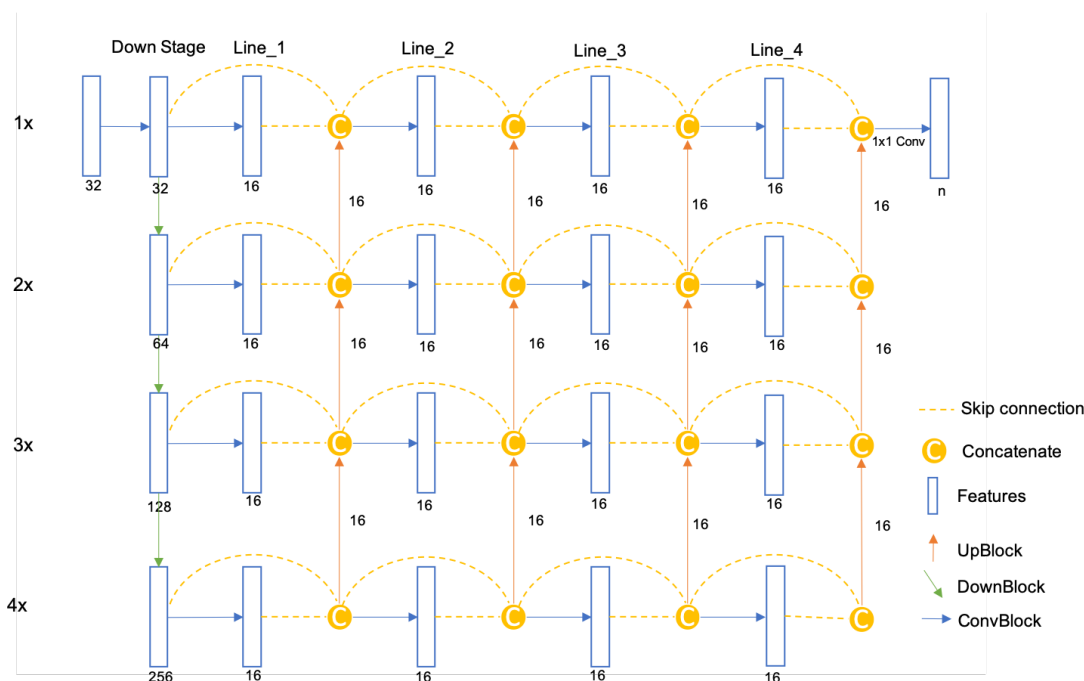 Down Stage Line_1 Line_2 Line_3 Line_4
1x
C C C C
1x1 Conv
32 32 16 16 16 16 n
16 16 16 16
2x
C C C C
64 16 16 16 16
16 16 16 16
3x
C C C C
128 16 16 16 16
16 16 16 16
4x
C C C C
256 16 16 16 16
Skip connection
C Concatenate
Features
UpBlock
DownBlock
ConvBlock